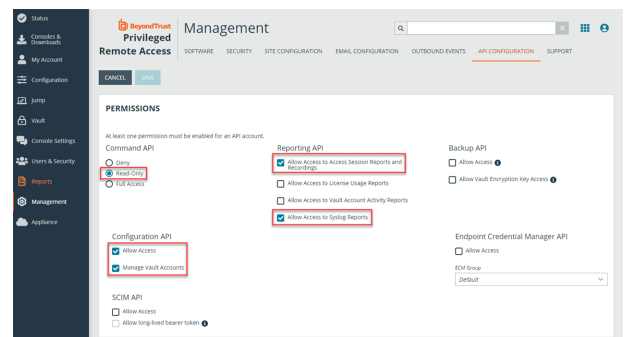 Status
Consoles & Downloads
My Account
Configuration
Jump
Vault
Console Settings
Users & Security
Reports
Management
Appliance
BeyondTrust
Privileged
Remote Access
Management
SOFTWARE SECURITY SITE CONFIGURATION EMAIL CONFIGURATION OUTBOUND EVENTS API CONFIGURATION SUPPORT
CANCEL SAVE
PERMISSIONS
At least one permission must be enabled for an API account.
Command API
Deny
Read-Only
Full Access
Reporting API
Allow Access to Access Session Reports and
Recordings
Allow Access to License Usage Reports
Allow Access to Vault Account Activity Reports
Allow Access to Syslog Reports
Backup API
Allow Access
Allow Vault Encryption Key Access
Configuration API
Allow Access
Manage Vault Accounts
Endpoint Credential Manager API
Allow Access
ECM Group
Default
SCIM API
Allow Access
Allow long-lived bearer token